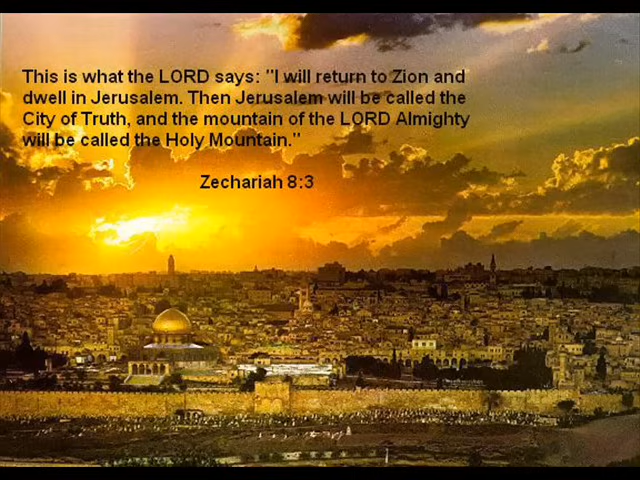 This is what the LORD says: "I will return to Zion and
dwell in Jerusalem. Then Jerusalem will be called the
City of Truth, and the mountain of the LORD Almighty
will be called the Holy Mountain."
Zechariah 8:3